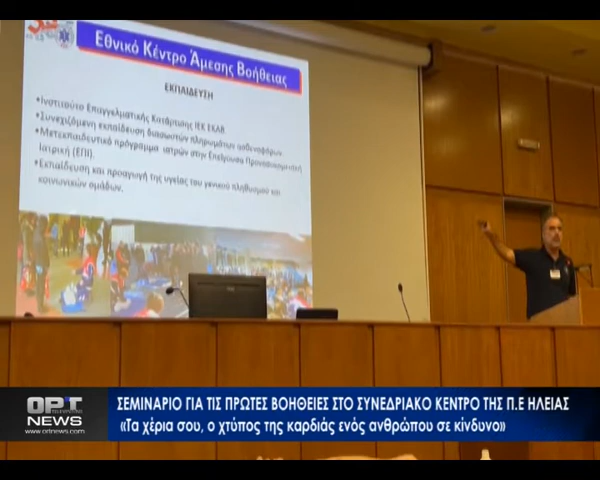 Εθνικό Κέντρο Άμεσης Βοήθειας
ΕΚΠΑΙΔΕΥΣΗ
•Ινστιτούτο Επαγγελματικής Κατάρτισης ΙΕΚ ΕΚΑΒ.
•Συνεχιζόμενη εκπαίδευση διασωστών πληρωμάτων ασθενοφόρων
•Μετεκπαιδευτικό πρόγραμμα ιατρών στην Επείγουσα Προνοσοκομειακή
Ιατρική (ΕΠΙ).
•Εκπαίδευση και προαγωγή της υγείας του γενικού πληθυσμού και
κοινωνικών ομάδων.
ΟΡΤ
NEWS
www.ortnews.com
ΣΕΜΙΝΑΡΙΟ ΓΙΑ ΤΙΣ ΠΡΩΤΕΣ ΒΟΗΘΕΙΕΣ ΣΤΟ ΣΥΝΕΔΡΙΑΚΟ ΚΕΝΤΡΟ ΤΗΣ Π.Ε ΗΛΕΙΑΣ
«Τα χέρια σου, ο χτύπος της καρδιάς ενός ανθρώπου σε κίνδυνο»